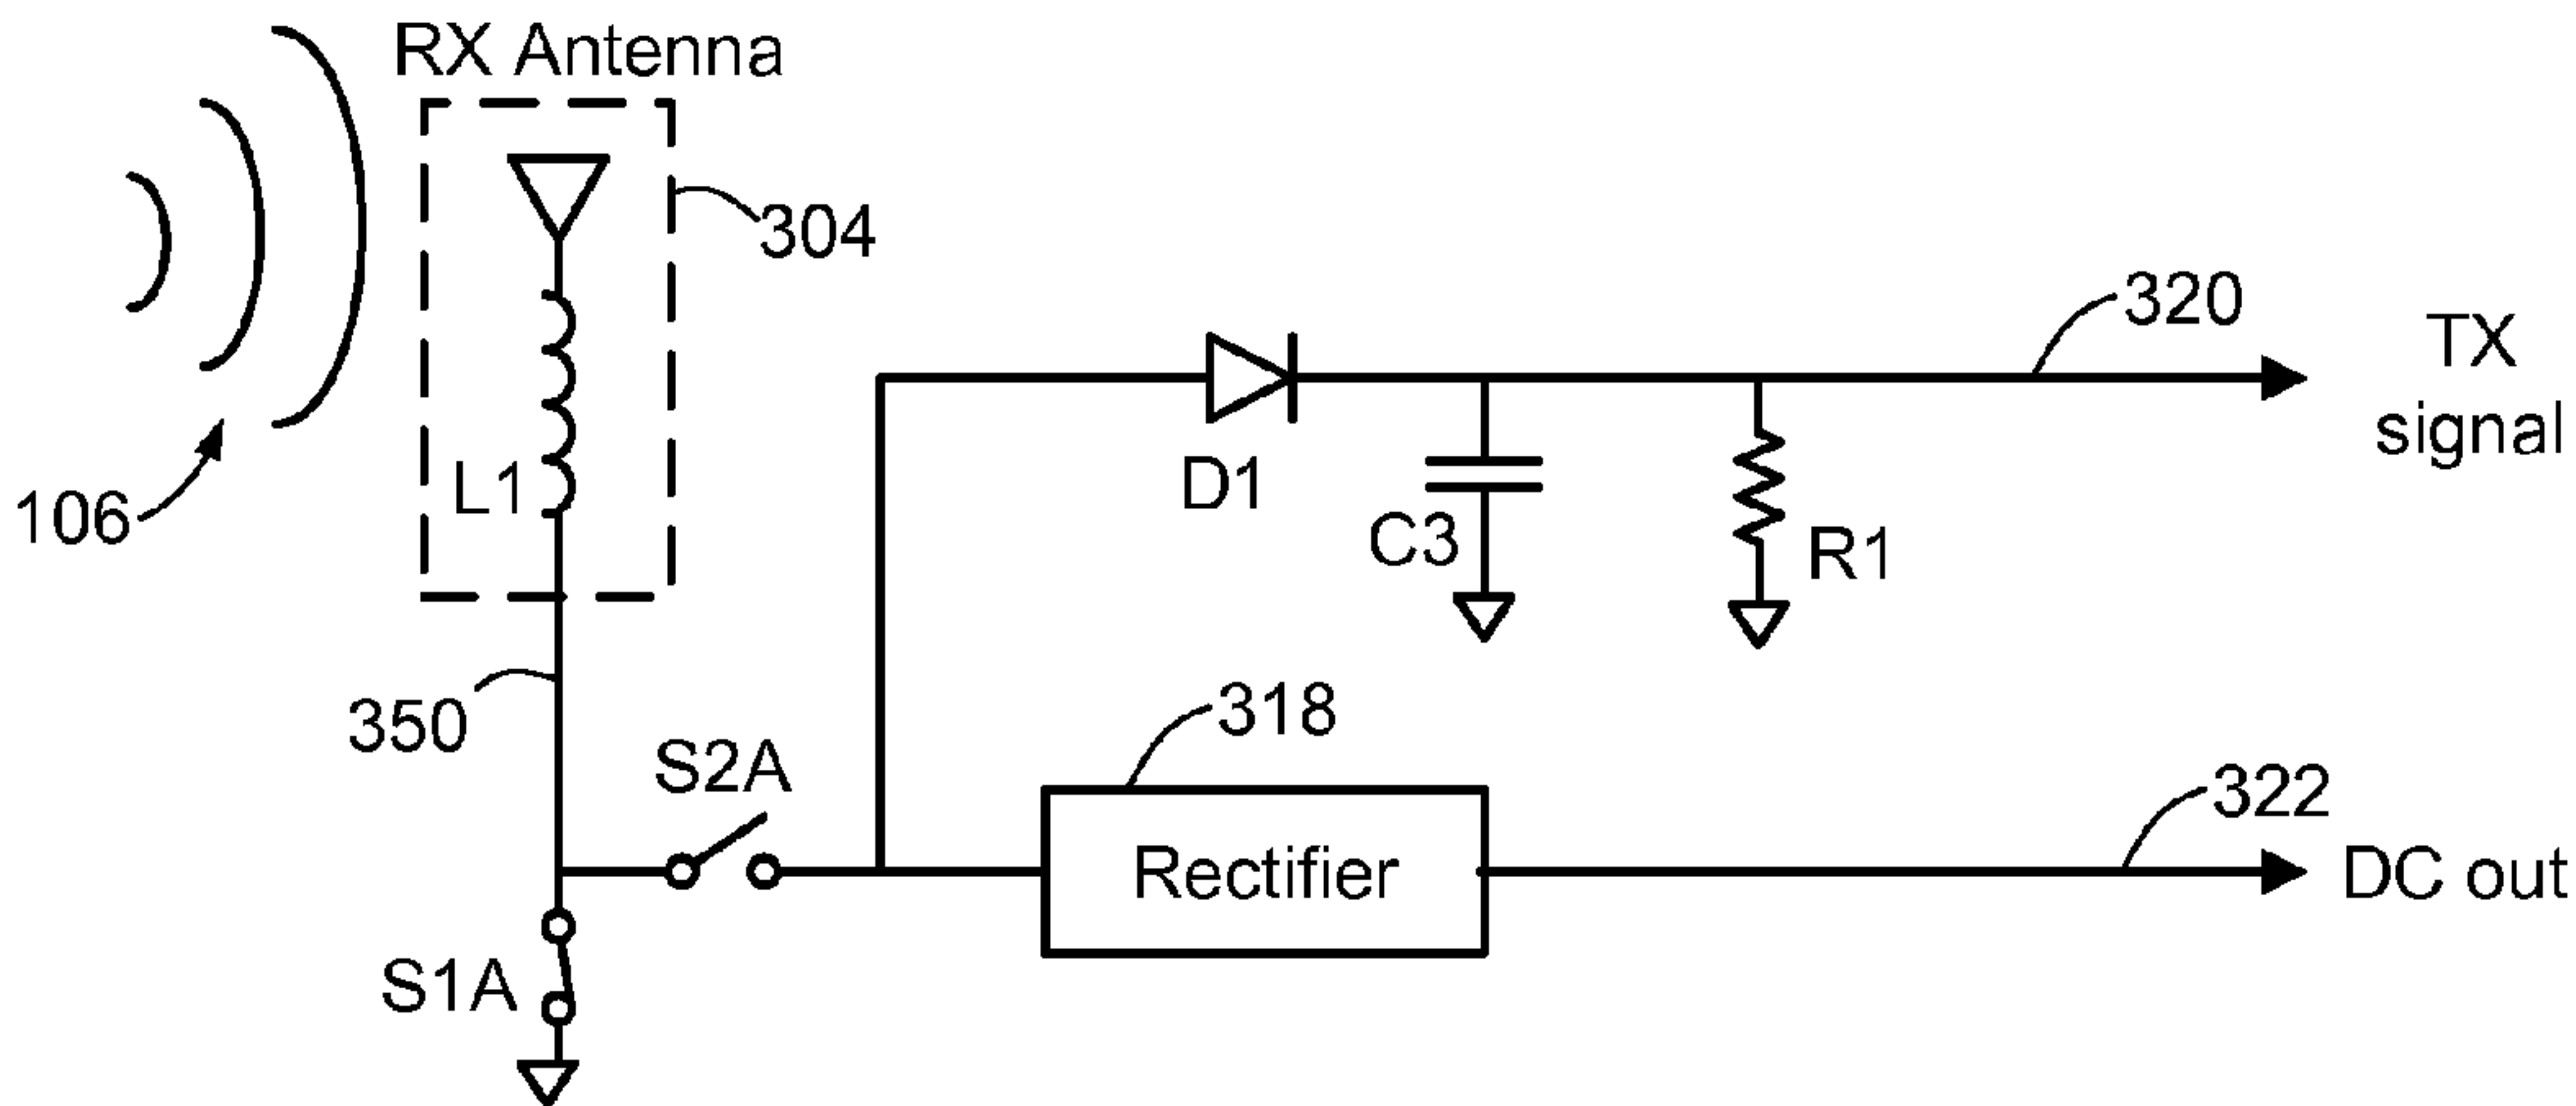 RX Antenna
304
320
TX
signal
L1
106
D1
C3
R1
350
318
S2A
322
Rectifier
DC out
S1A